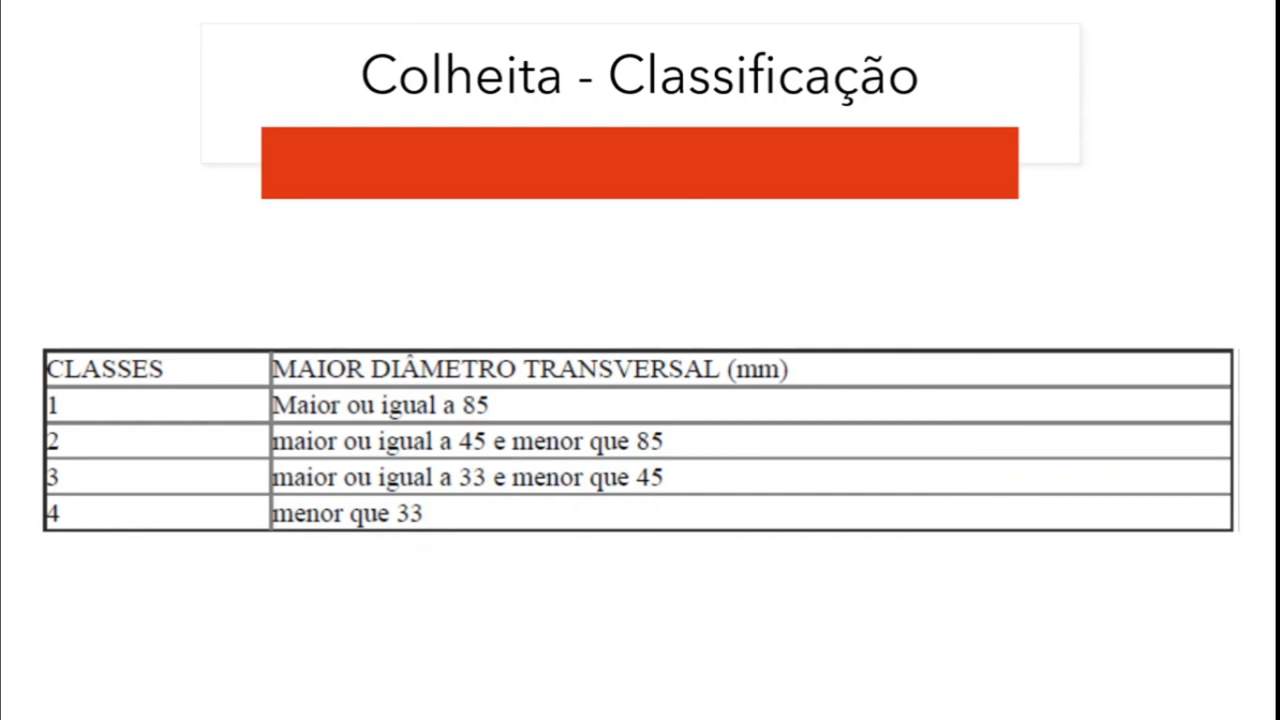 Colheita - Classificação
CLASSES MAIOR DIÂMETRO TRANSVERSAL (mm)
1 Maior ou igual a 85
2 maior ou igual a 45 e menor que 85
3 maior ou igual a 33 e menor que 45
4 menor que 33